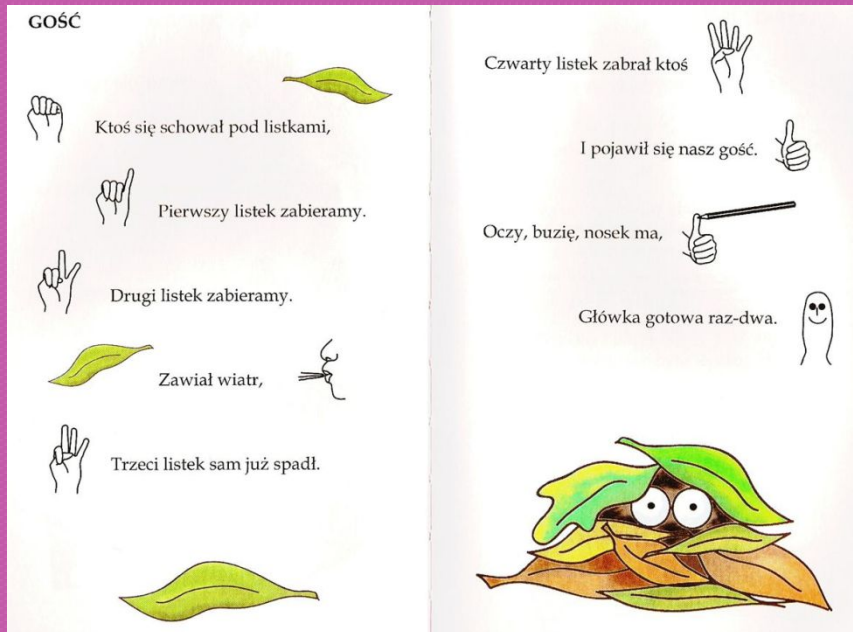 GOŚĆ
Ktoś się schował pod listkami,
Pierwszy listek zabieramy.
Drugi listek zabieramy.
Zawiał wiatr,
Trzeci listek sam już spadł.
Czwarty listek zabrał ktoś
I pojawił się nasz gość.
Oczy, buzię, nosek ma,
Główka gotowa raz-dwa.